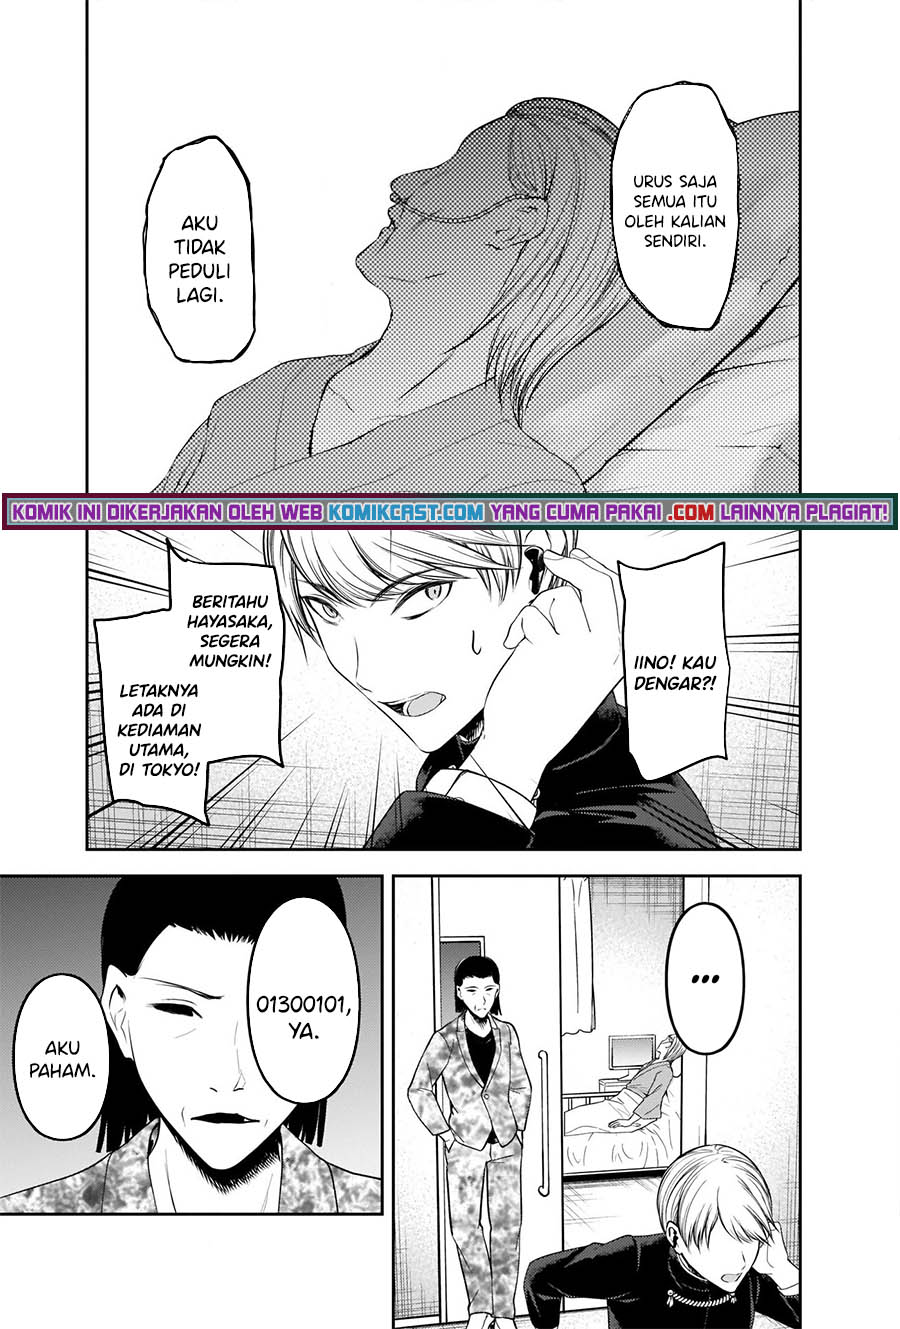 URUS SAJA
SEMUA ITU
OLEH KALIAN
SENDIRI.
AKU
TIDAK
PEDULI
LAGI.
KOMIK INI DIKERJAKAN OLEH WEB KOMIKCAST.COM YANG CUMA PAKAI .COM LAINNYA PLAGIAT!
IINO! KAU
DENGAR?!
BERITAHU
HAYASAKA,
SEGERA
MUNGKIN!
LETAKNYA
ADA DI
KEDIAMAN
UTAMA,
DI TOKYO!
...
01300101,
YA.
AKU
PAHAM.